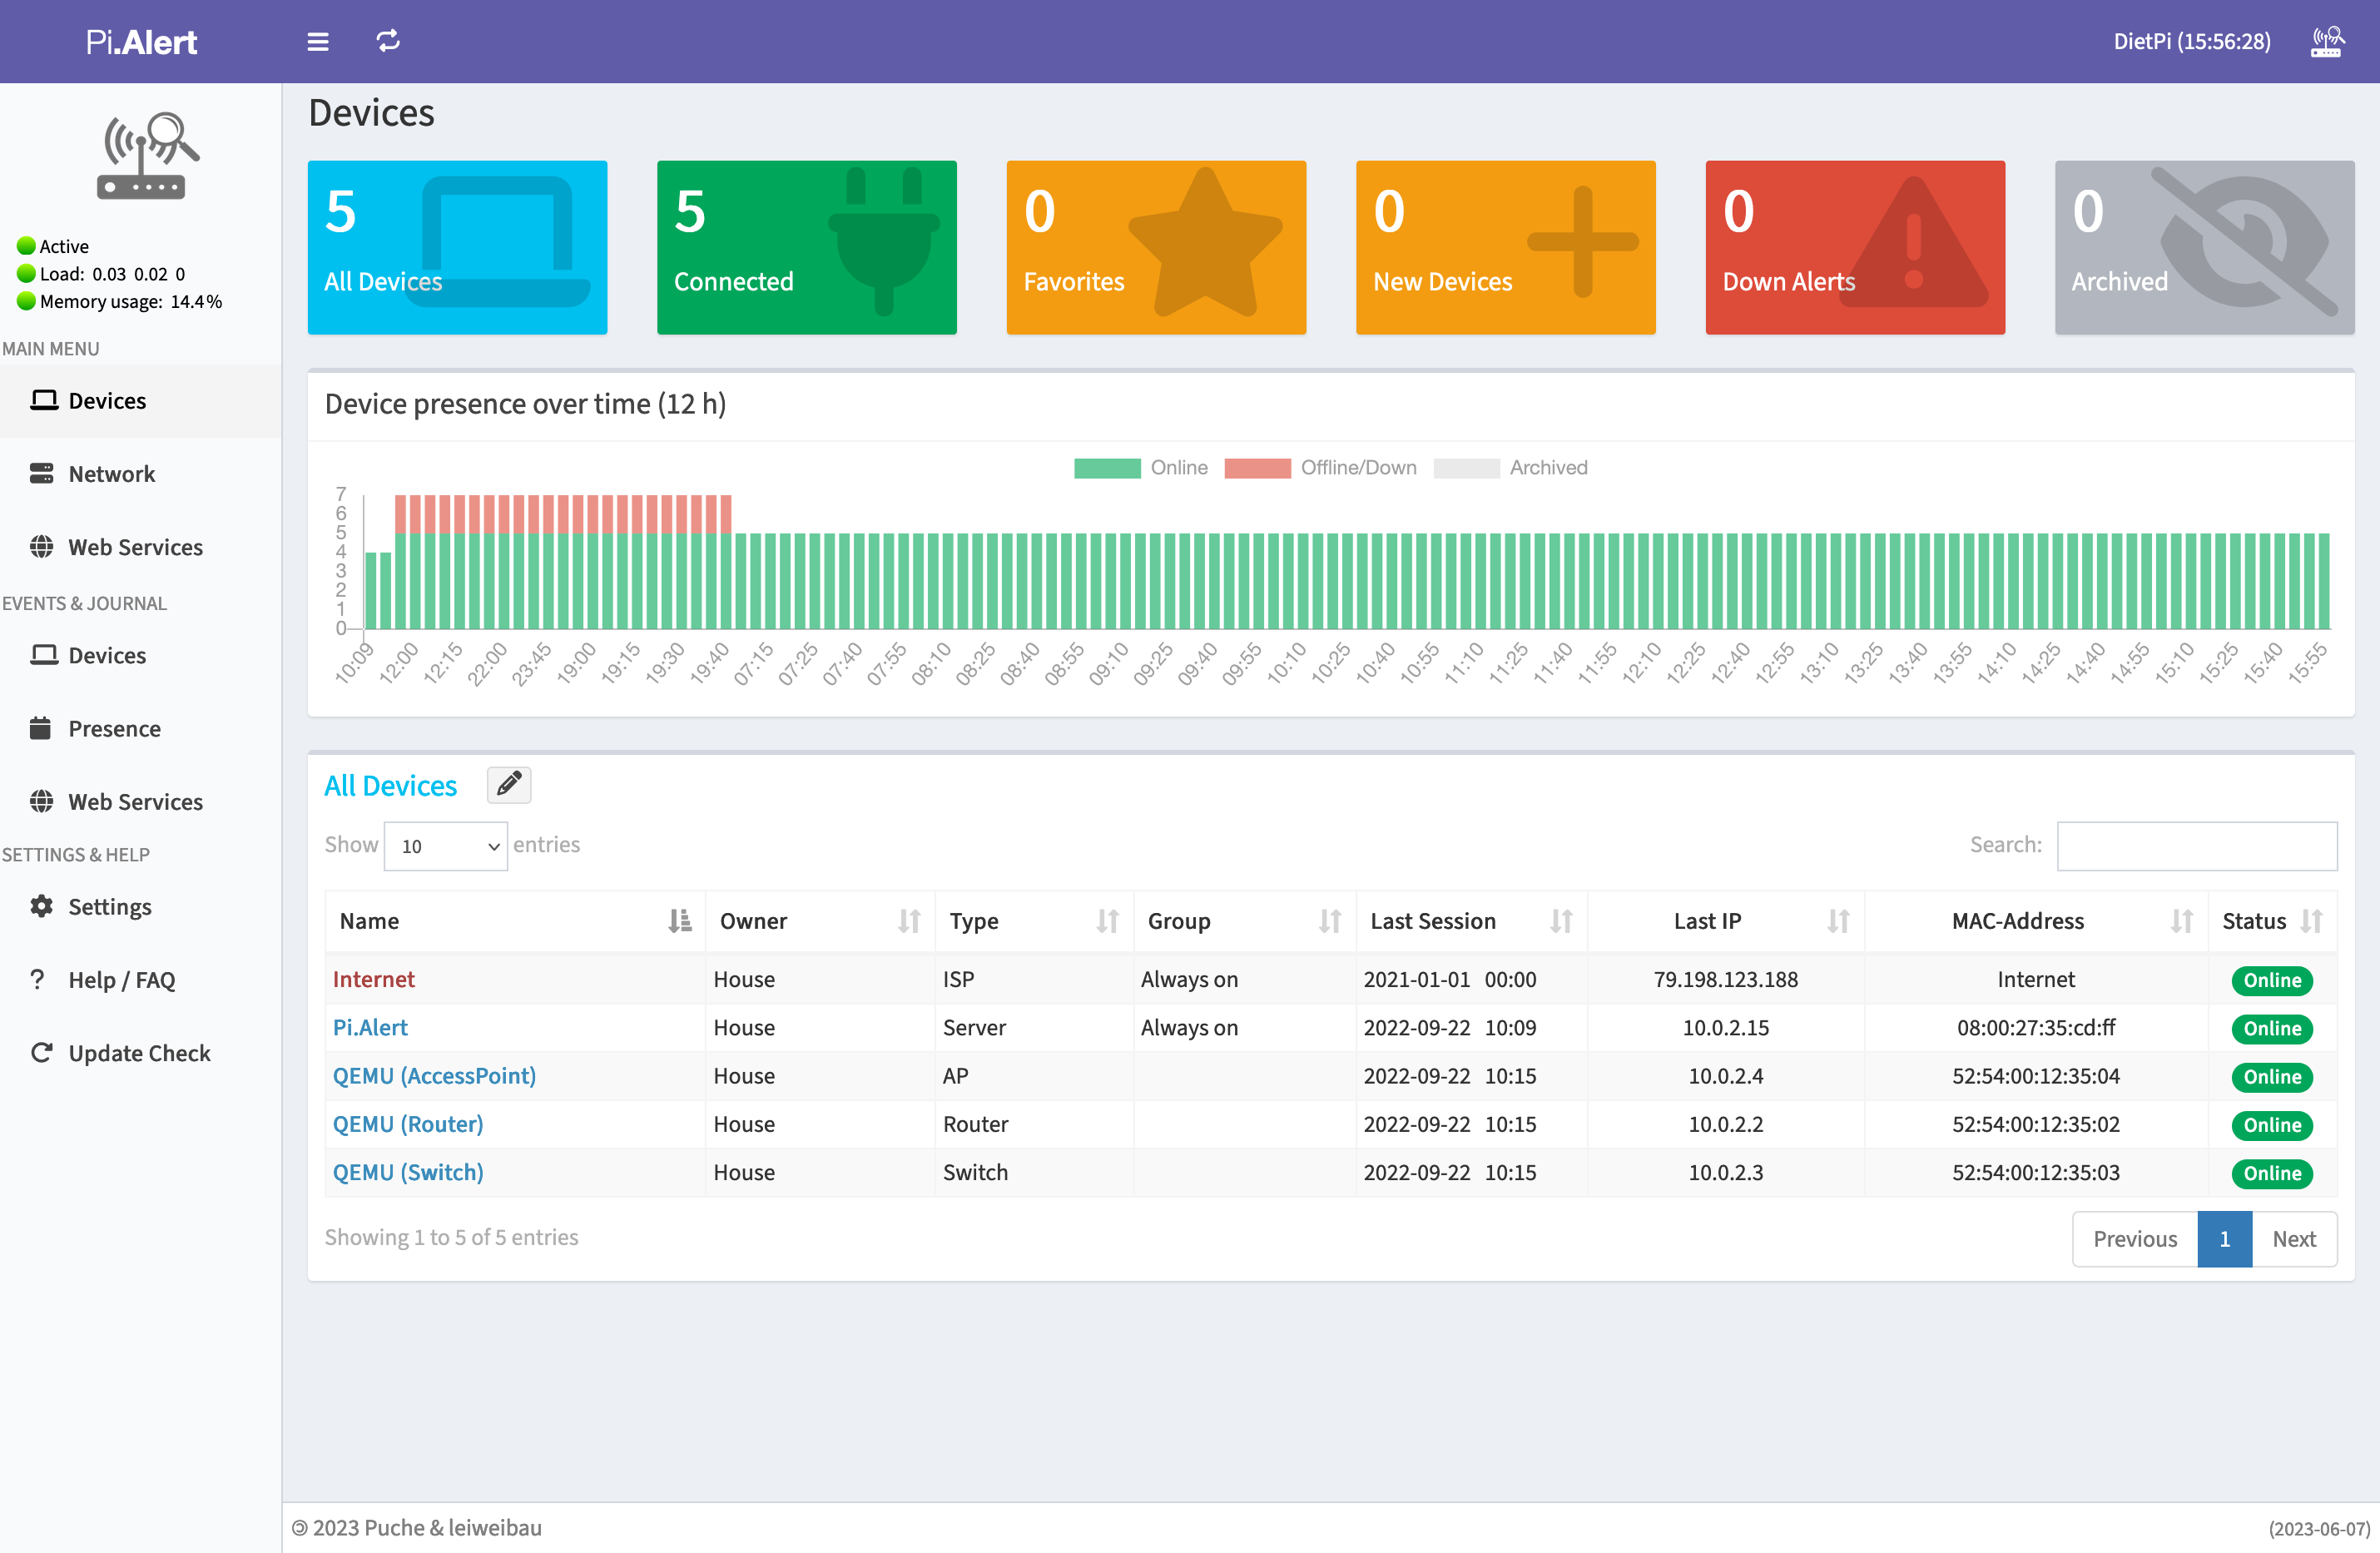 Pi.Alert
DietPi (15:56:28)
Active
Load: 0.03 0.02 0
Memory usage: 14.4%
MAIN MENU
Devices
Network
Web Services
EVENTS & JOURNAL
Devices
Presence
Web Services
SETTINGS & HELP
Settings
Help / FAQ
Update Check
Devices
5
All Devices
5
Connected
0
Favorites
0
New Devices
0
Down Alerts
0
Archived
Device presence over time (12 h)
Online Offline/Down Archived
7
6
5
4
3
2
1
0
10:09 12:00 12:15 22:00 23:45 19:00 19:15 19:30 19:40 07:15 07:25 07:40 07:55 08:10 08:25 08:40 08:55 09:10 09:25 09:40 09:55 10:10 10:25 10:40 10:55 11:10 11:25 11:40 11:55 12:10 12:25 12:40 12:55 13:10 13:25 13:40 13:55 14:10 14:25 14:40 14:55 15:10 15:25 15:40 15:55
All Devices
Show 10 entries Search:
Name Owner Type Group Last Session Last IP MAC-Address Status
Internet House ISP Always on 2021-01-01 00:00 79.198.123.188 Internet Online
Pi.Alert House Server Always on 2022-09-22 10:09 10.0.2.15 08:00:27:35:cd:ff Online
QEMU (AccessPoint) House AP 2022-09-22 10:15 10.0.2.4 52:54:00:12:35:04 Online
QEMU (Router) House Router 2022-09-22 10:15 10.0.2.2 52:54:00:12:35:02 Online
QEMU (Switch) House Switch 2022-09-22 10:15 10.0.2.3 52:54:00:12:35:03 Online
Showing 1 to 5 of 5 entries
Previous 1 Next
🄯 2023 Puche & leiweibau
(2023-06-07)